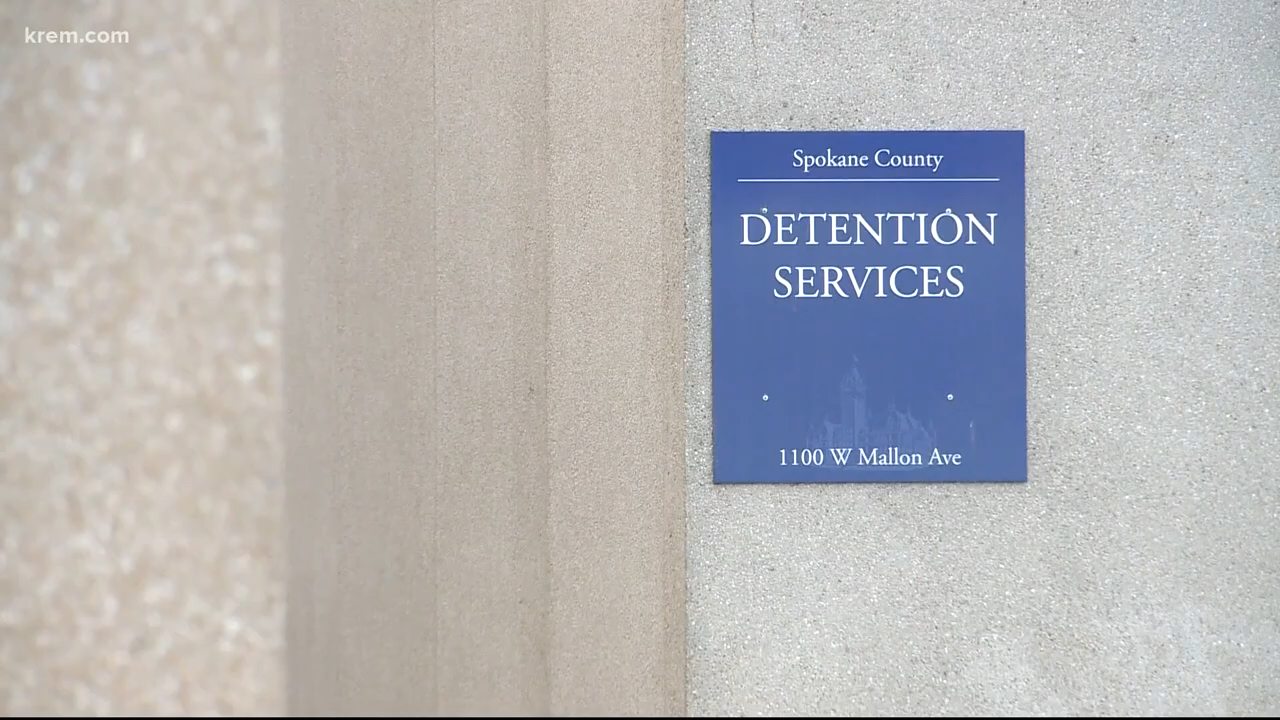 krem.com
Spokane County
DETENTION
SERVICES
1100 W Mallon Ave